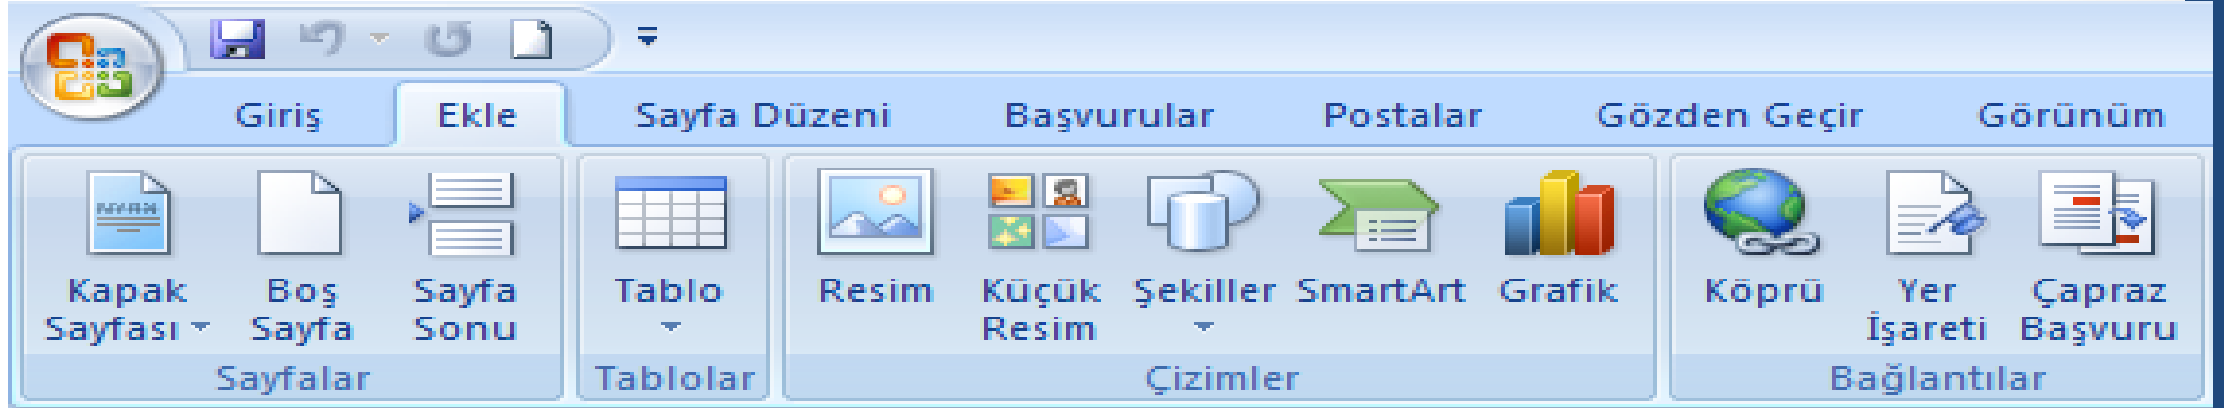 Giriş Ekle Sayfa Düzeni Başvurular Postalar Gözden Geçir Görünüm
Kapak Sayfası
Boş Sayfa
Sayfa Sonu
Tablo
Resim
Küçük Resim
Şekiller
SmartArt
Grafik
Köprü
Yer İşareti
Çapraz Başvuru
Sayfalar Tablolar Çizimler Bağlantılar